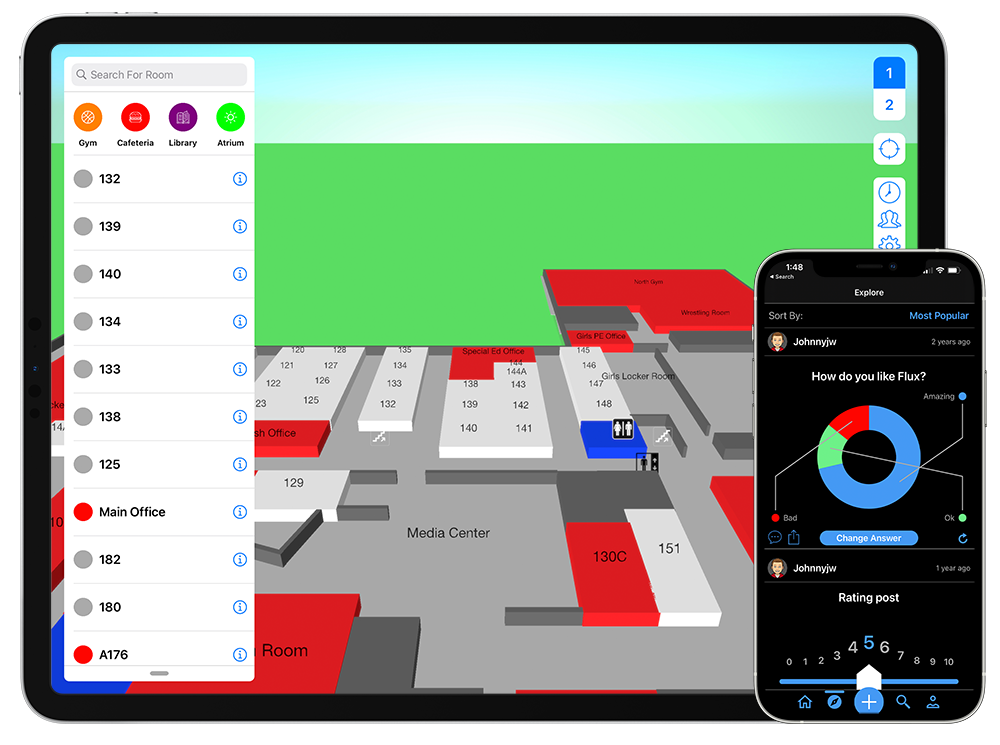 Search For Room
Gym Cafeteria Library Atrium
132
139
140
134
133
138
125
Main Office
182
180
A176
1
2
North Gym
Wrestling Room
Girls PE Office
Special Ed Office
Girls Locker Room
120 128 135 144 145
121 127 134 144A 146
122 126 133 138 143 147
23 125 132 139 142 148
140 141
sh Office
129
Media Center
130C
151
Room
1:48
Search
Explore
Sort By: Most Popular
Johnnyjw 2 years ago
How do you like Flux?
Amazing
Bad Ok
Change Answer
Johnnyjw 1 year ago
Rating post
0 1 2 3 4 5 6 7 8 9 10